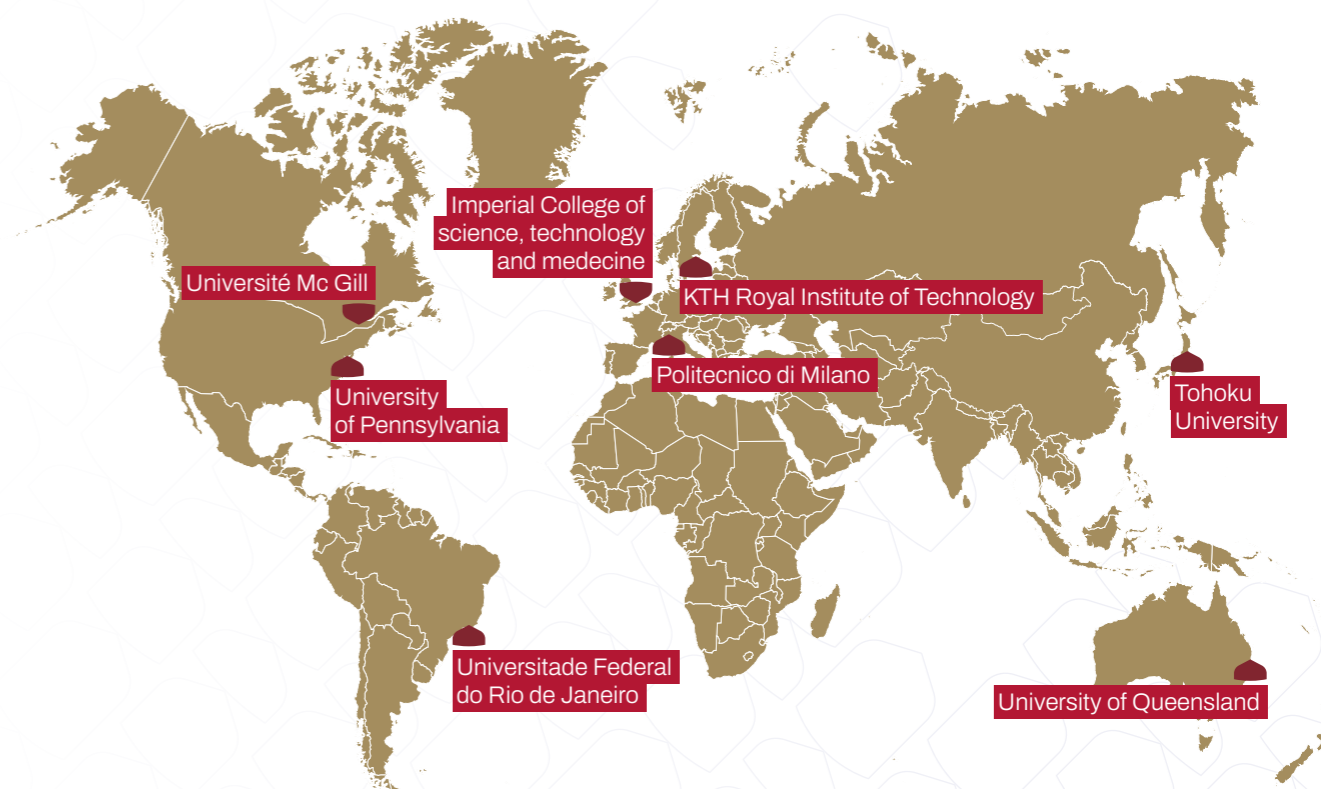 Imperial College of
science, technology
and medecine
Université Mc Gill
KTH Royal Institute of Technology
Politecnico di Milano
University
of Pennsylvania
Tohoku
University
Universitade Federal
do Rio de Janeiro
University of Queensland